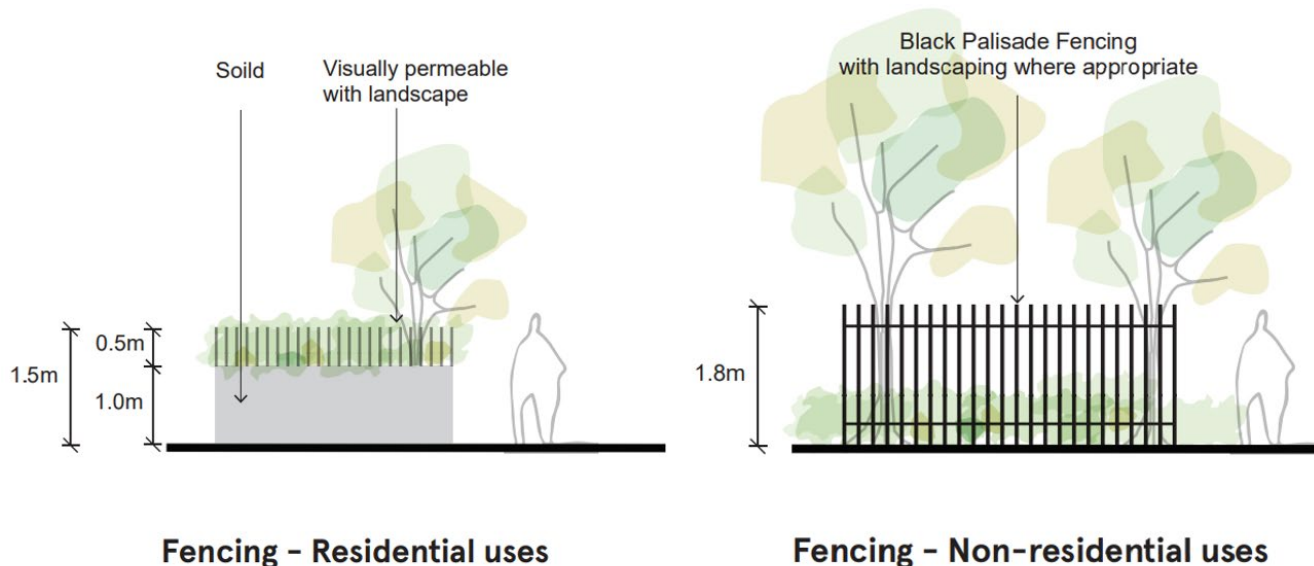 Soild
Visually permeable
with landscape
0.5m
1.5m
1.0m
Fencing - Residential uses
Black Palisade Fencing
with landscaping where appropriate
1.8m
Fencing - Non-residential uses